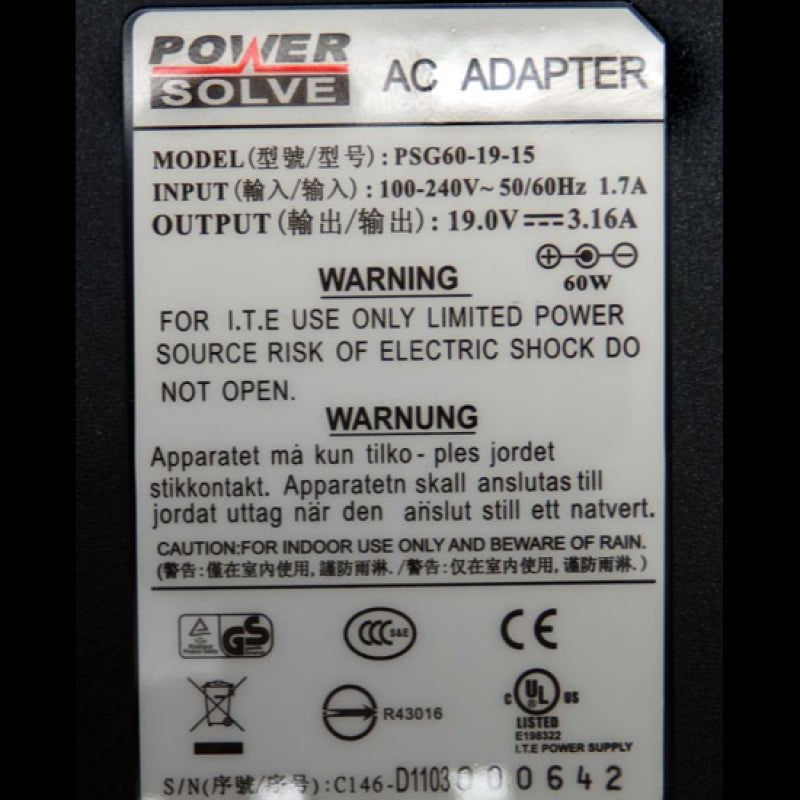 POWER
SOLVE
AC ADAPTER
MODEL(型號/型号):PSG60-19-15
INPUT(輸入/输入):100-240V~50/60Hz 1.7A
OUTPUT(輸出/输出):19.0V⎓3.16A
60W
WARNING
FOR I.T.E USE ONLY LIMITED POWER
SOURCE RISK OF ELECTRIC SHOCK DO
NOT OPEN.
WARNUNG
Apparatet må kun tilko-ples jordet
stikkontakt. Apparatetn skall anslutas till
jordat uttag när den anslut still ett natvert.
CAUTION:FOR INDOOR USE ONLY AND BEWARE OF RAIN.
(警告:僅在室内使用,謹防雨淋./警告:仅在室内使用,谨防雨淋.)
GS
CCC S&E
CE
R43016
C UL US
LISTED
E198322
I.T.E POWER SUPPLY
S/N(序號/序号):C146-D1103000642